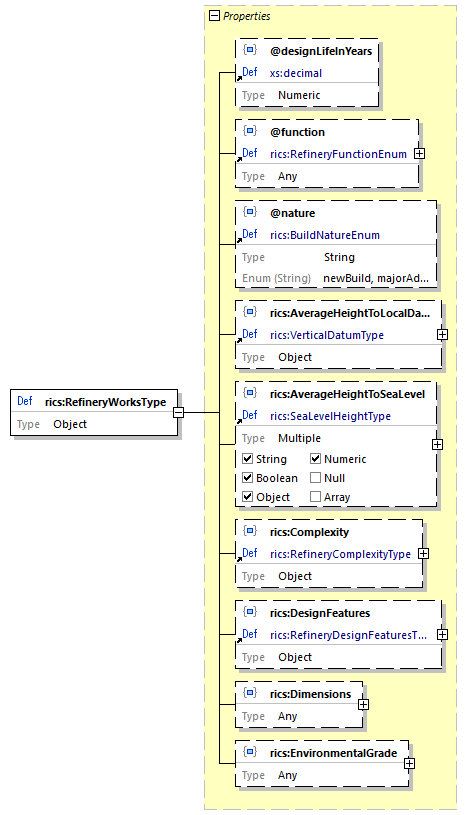 Properties
@designLifeInYears
Def xs:decimal
Type Numeric
@function
Def rics:RefineryFunctionEnum
Type Any
@nature
Def rics:BuildNatureEnum
Type String
Enum (String) newBuild, majorAd...
rics:AverageHeightToLocalDa...
Def rics:VerticalDatumType
Type Object
Def rics:RefineryWorksType
Type Object
rics:AverageHeightToSeaLevel
Def rics:SeaLevelHeightType
Type Multiple
String Numeric
Boolean Null
Object Array
rics:Complexity
Def rics:RefineryComplexityType
Type Object
rics:DesignFeatures
Def rics:RefineryDesignFeaturesT...
Type Object
rics:Dimensions
Type Any
rics:EnvironmentalGrade
Type Any